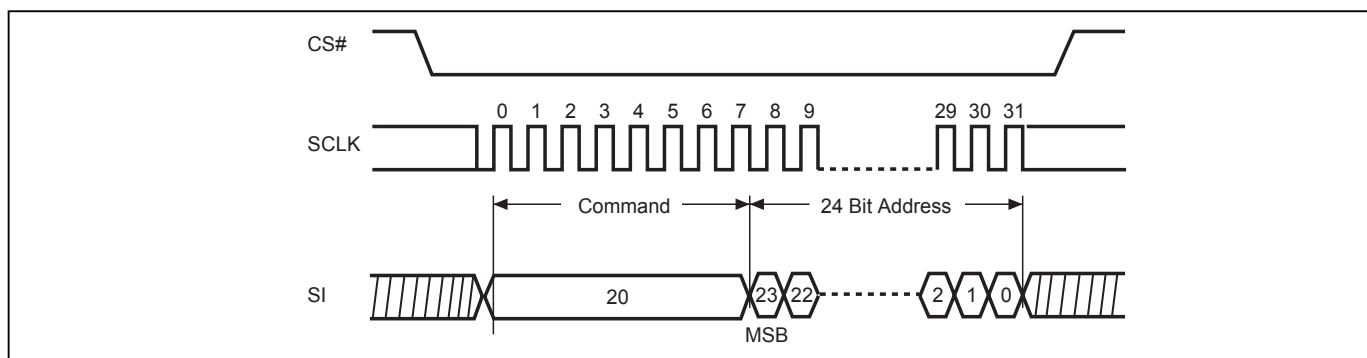 CS#
0 1 2 3 4 5 6 7 8 9 29 30 31
SCLK
Command 24 Bit Address
SI 20 23 22 2 1 0
MSB